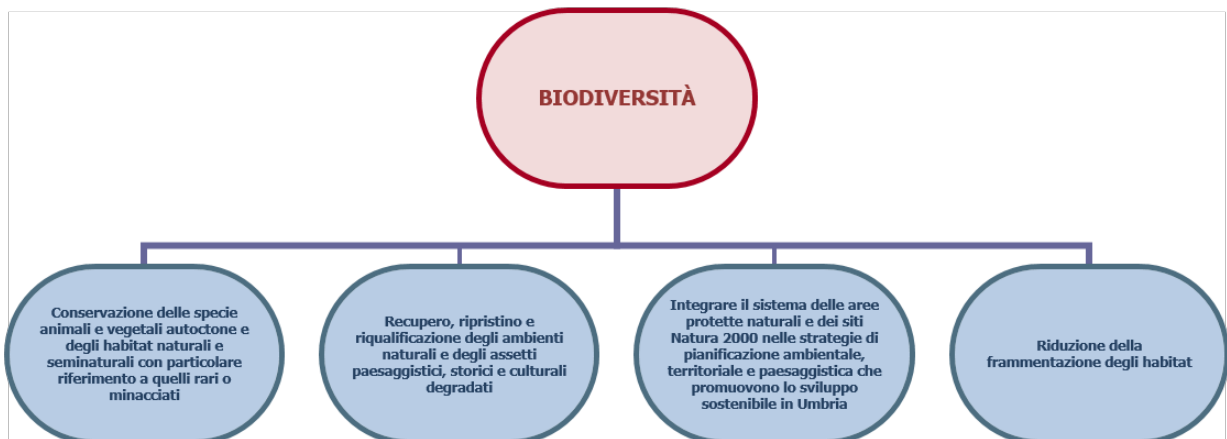 BIODIVERSITÀ
Conservazione delle specie
animali e vegetali autoctone e
degli habitat naturali e
seminaturali con particolare
riferimento a quelli rari o
minacciati
Recupero, ripristino e
riqualificazione degli ambienti
naturali e degli assetti
paesaggistici, storici e culturali
degradati
Integrare il sistema delle aree
protette naturali e dei siti
Natura 2000 nelle strategie di
pianificazione ambientale,
territoriale e paesaggistica che
promuovono lo sviluppo
sostenibile in Umbria
Riduzione della
frammentazione degli habitat